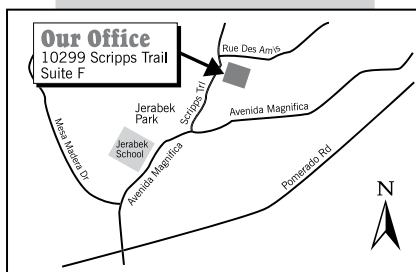 Our Office
10299 Scripps Trail
Suite F
Rue Des Amis
Jerabek
Park
Scripps Trl
Avenida Magnifica
Jerabek
School
Mesa Madera Dr
Avenida Magnifica
Pomerado Rd
N